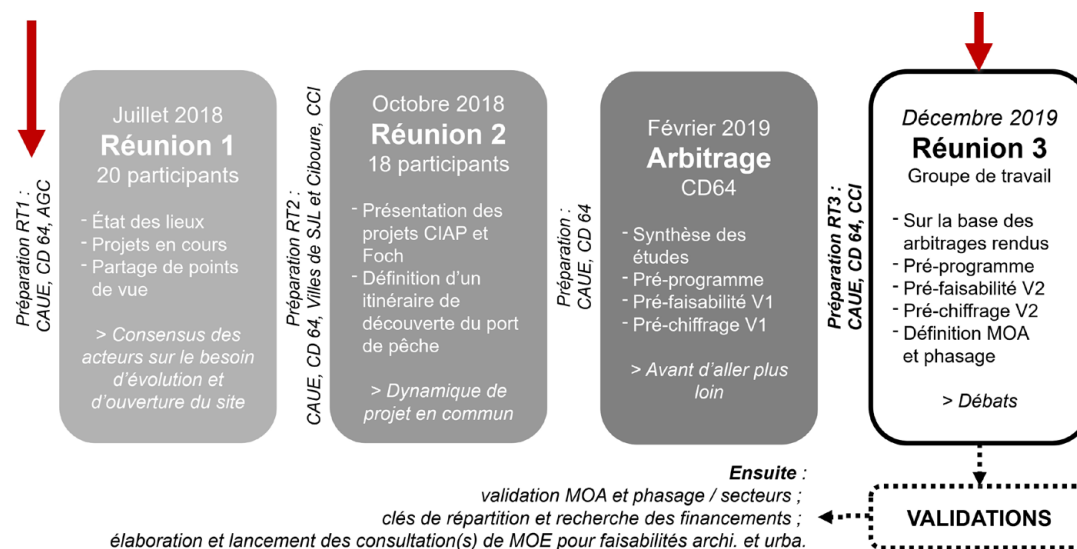 Préparation RT1 :
CAUE, CD 64, AGC
Juillet 2018
Réunion 1
20 participants
- État des lieux
- Projets en cours
- Partage de points
de vue
> Consensus des
acteurs sur le besoin
d'évolution et
d'ouverture du site
Préparation RT2 :
CAUE, CD 64, Villes de SJL et Ciboure, CCI
Octobre 2018
Réunion 2
18 participants
- Présentation des
projets CIAP et
Foch
- Définition d'un
itinéraire de
découverte du port
de pêche
> Dynamique de
projet en commun
Préparation :
CAUE, CD 64
Février 2019
Arbitrage
CD64
- Synthèse des
études
- Pré-programme
- Pré-faisabilité V1
- Pré-chiffrage V1
> Avant d'aller plus
loin
Préparation RT3 :
CAUE, CD 64, CCI
Décembre 2019
Réunion 3
Groupe de travail
- Sur la base des
arbitrages rendus
- Pré-programme
- Pré-faisabilité V2
- Pré-chiffrage V2
- Définition MOA
et phasage
> Débats
VALIDATIONS
Ensuite :
validation MOA et phasage / secteurs ;
clés de répartition et recherche des financements ;
élaboration et lancement des consultation(s) de MOE pour faisabilités archi. et urba.